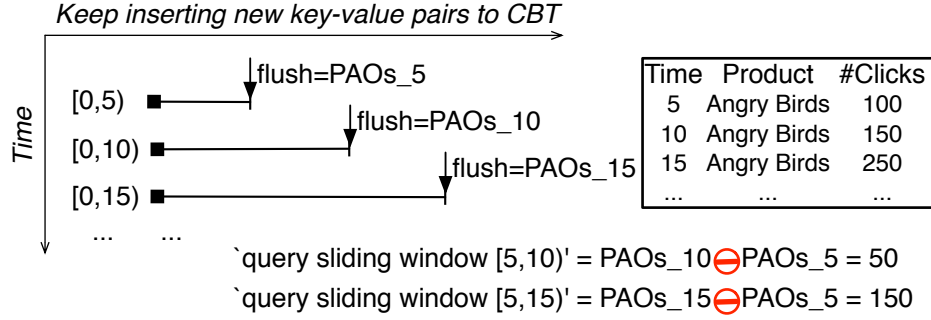 Keep inserting new key-value pairs to CBT
Time
[0,5)
flush=PAOs_5
[0,10)
flush=PAOs_10
[0,15)
flush=PAOs_15
... ...
Time Product #Clicks
5 Angry Birds 100
10 Angry Birds 150
15 Angry Birds 250
... ... ...
`query sliding window [5,10)' = PAOs_10⊖PAOs_5 = 50
`query sliding window [5,15)' = PAOs_15⊖PAOs_5 = 150